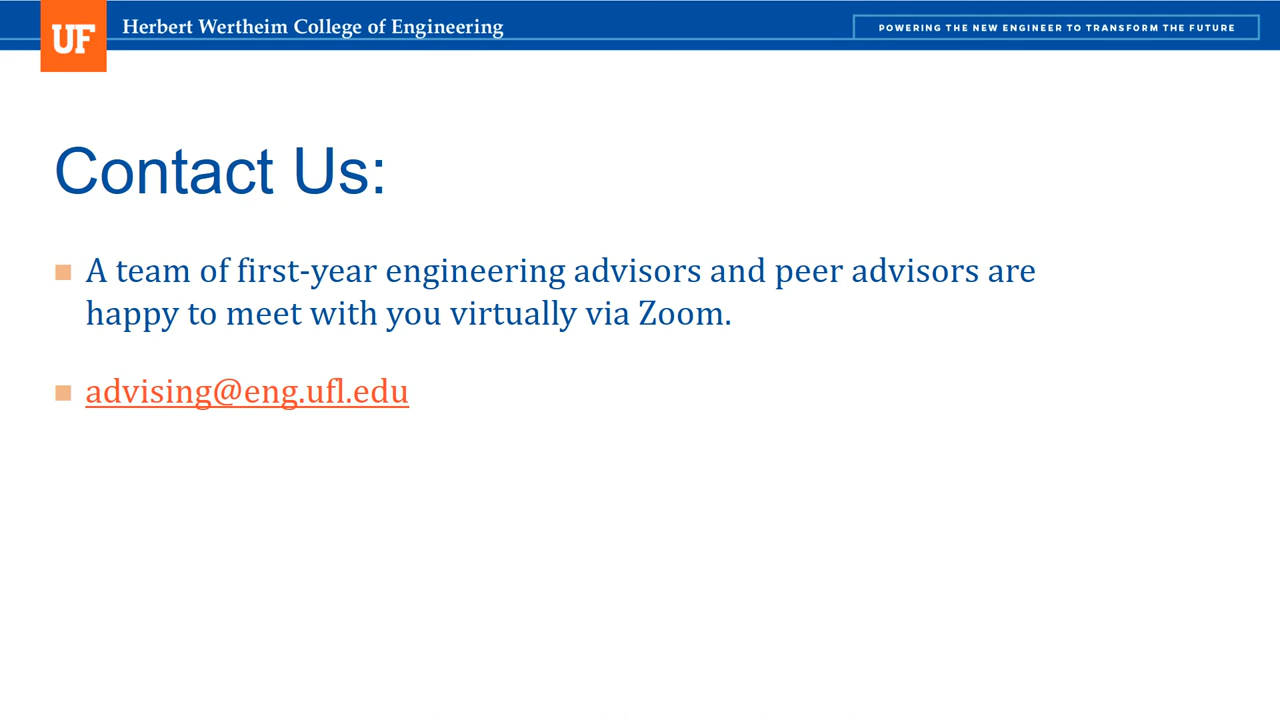 UF
Herbert Wertheim College of Engineering
POWERING THE NEW ENGINEER TO TRANSFORM THE FUTURE
Contact Us:
A team of first-year engineering advisors and peer advisors are
happy to meet with you virtually via Zoom.
advising@eng.ufl.edu